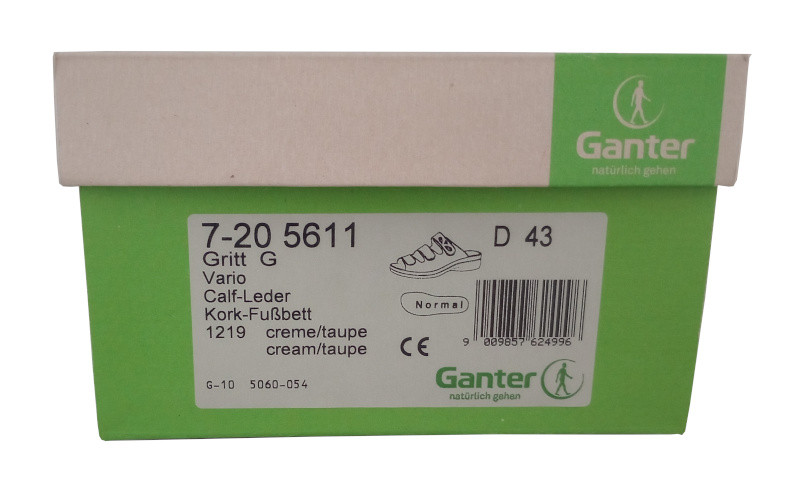 Ganter
natürlich gehen
7-20 5611
D 43
Gritt G
Vario
Calf-Leder
Kork-Fußbett
1219 creme/taupe
cream/taupe
Normal
CE
9 009857 624996
G-10 5060-054
Ganter
natürlich gehen